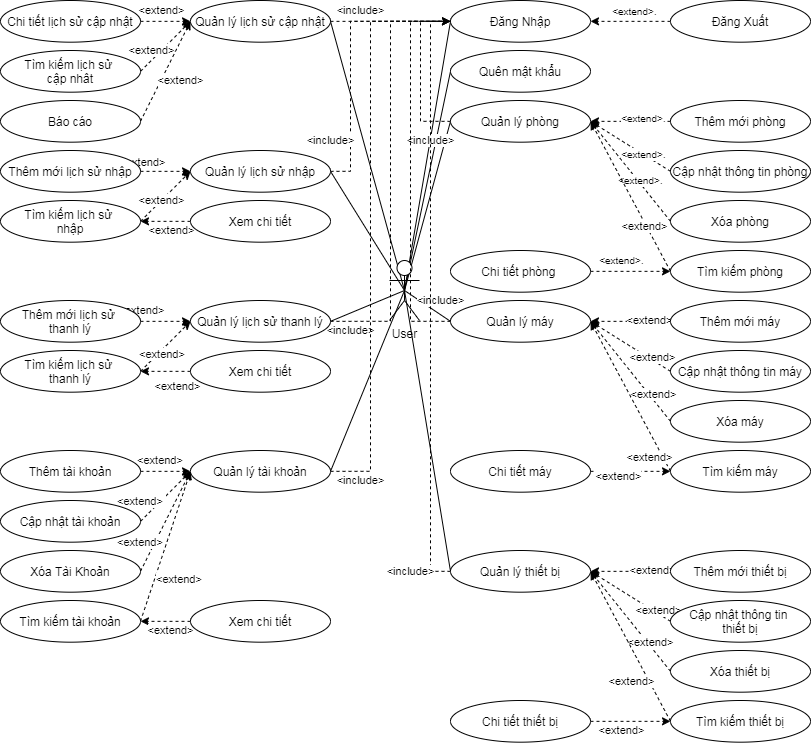 Chi tiết lịch sử cập nhật
<extend>
Quản lý lịch sử cập nhật
<include>
Đăng Nhập
<extend>.
Đăng Xuất
Tìm kiếm lịch sử
cập nhât
<extend>
<extend>
Quên mật khẩu
Báo cáo
<include>
<include>
Quản lý phòng
<extend>.
Thêm mới phòng
<extend>.
Thêm mới lịch sử nhập
extend>
Quản lý lịch sử nhập
Cập nhật thông tin phòng
<extend>.
Tìm kiếm lịch sử
nhập
<extend>
<extend>
Xem chi tiết
<extend>
Xóa phòng
Chi tiết phòng
<extend>.
Tìm kiếm phòng
<include>
User
Thêm mới lịch sử
thanh lý
extend>
Quản lý lịch sử thanh lý
<include>
Quản lý máy
<extend>
Thêm mới máy
<extend>
Tìm kiếm lịch sử
thanh lý
<extend>
<extend>
Xem chi tiết
Cập nhật thông tin máy
<extend>
Xóa máy
<extend>
Thêm tài khoản
<extend>
Quản lý tài khoản
<include>
Chi tiết máy
<extend>
Tìm kiếm máy
Cập nhật tài khoản
<extend>
<extend>
Xóa Tài Khoản
<extend>
<include>
Quản lý thiết bị
<extend>
Thêm mới thiết bị
Tìm kiếm tài khoản
<extend>
Xem chi tiết
<extend>
Cập nhật thông tin
thiết bị
<extend>
Xóa thiết bị
<extend>
Chi tiết thiết bị
<extend>
Tìm kiếm thiết bị